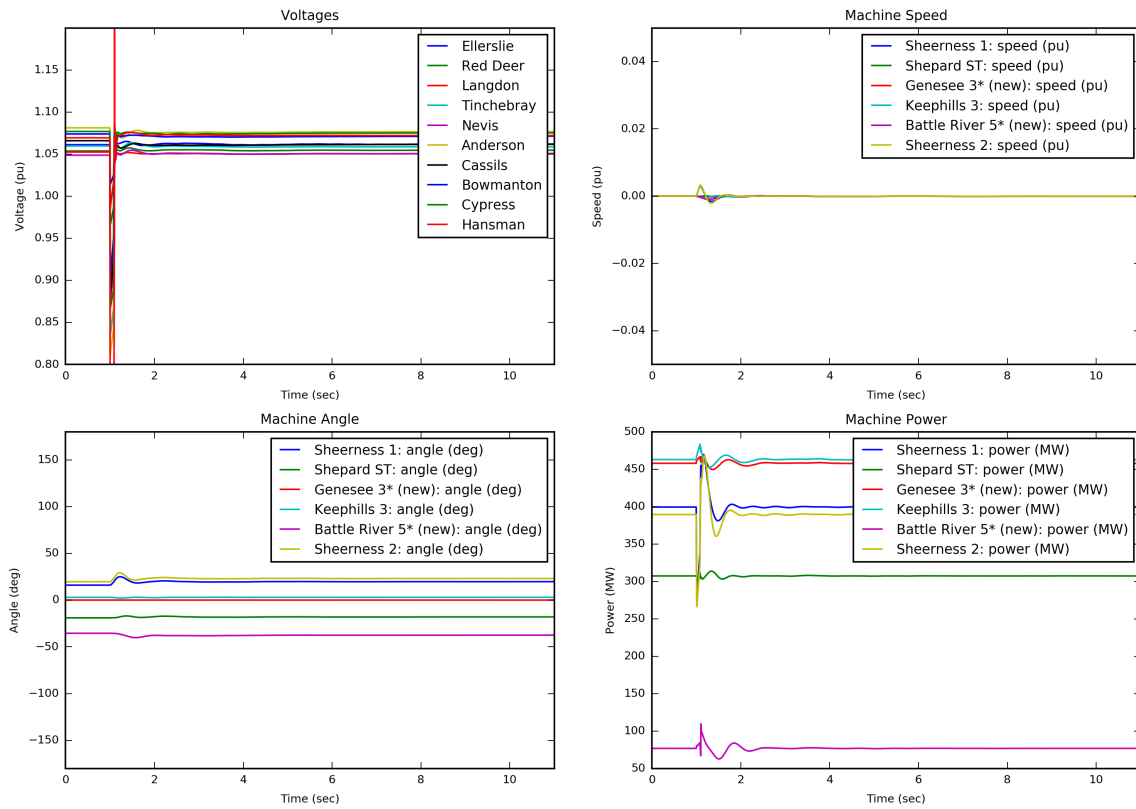 Voltages
1.15
1.10
1.05
1.00
0.95
0.90
0.85
0.80
Voltage (pu)
0
2
4
6
8
10
Time (sec)
Ellerslie
Red Deer
Langdon
Tinchebray
Nevis
Anderson
Cassils
Bowmanton
Cypress
Hansman
Machine Speed
0.04
0.02
0.00
−0.02
−0.04
Speed (pu)
0
2
4
6
8
10
Time (sec)
Sheerness 1: speed (pu)
Shepard ST: speed (pu)
Genesee 3* (new): speed (pu)
Keephills 3: speed (pu)
Battle River 5* (new): speed (pu)
Sheerness 2: speed (pu)
Machine Angle
150
100
50
0
−50
−100
−150
Angle (deg)
0
2
4
6
8
10
Time (sec)
Sheerness 1: angle (deg)
Shepard ST: angle (deg)
Genesee 3* (new): angle (deg)
Keephills 3: angle (deg)
Battle River 5* (new): angle (deg)
Sheerness 2: angle (deg)
Machine Power
500
450
400
350
300
250
200
150
100
50
Power (MW)
0
2
4
6
8
10
Time (sec)
Sheerness 1: power (MW)
Shepard ST: power (MW)
Genesee 3* (new): power (MW)
Keephills 3: power (MW)
Battle River 5* (new): power (MW)
Sheerness 2: power (MW)